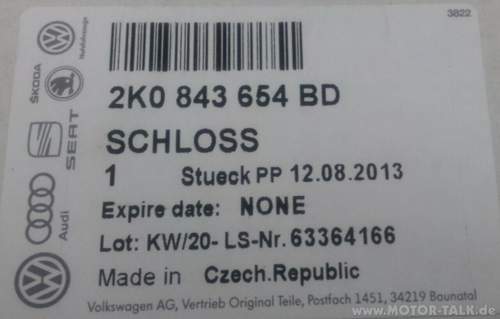 3822
Nutzfahrzeuge
ŠKODA
SEAT
Audi
2K0 843 654 BD
SCHLOSS
1 Stueck PP 12.08.2013
Expire date: NONE
Lot: KW/20- LS-Nr. 63364166
Made in Czech.Republic
Volkswagen AG, Vertrieb Original Teile, Postfach 1451, 34219 Baunatal
www.MOTOR-TALK.de